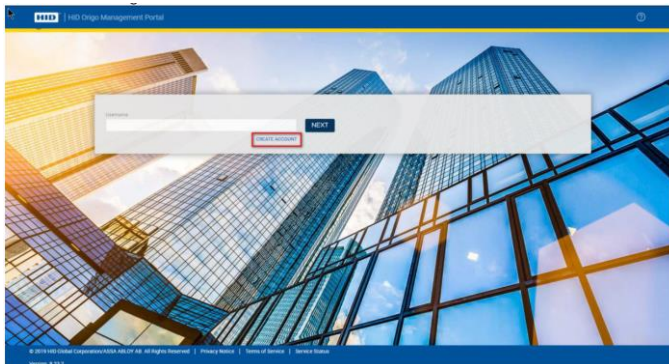 HID | HID Origo Management Portal
Username
NEXT
CREATE ACCOUNT
© 2019 HID Global Corporation/ASSA ABLOY AB. All Rights Reserved | Privacy Notice | Terms of Service | Service Status